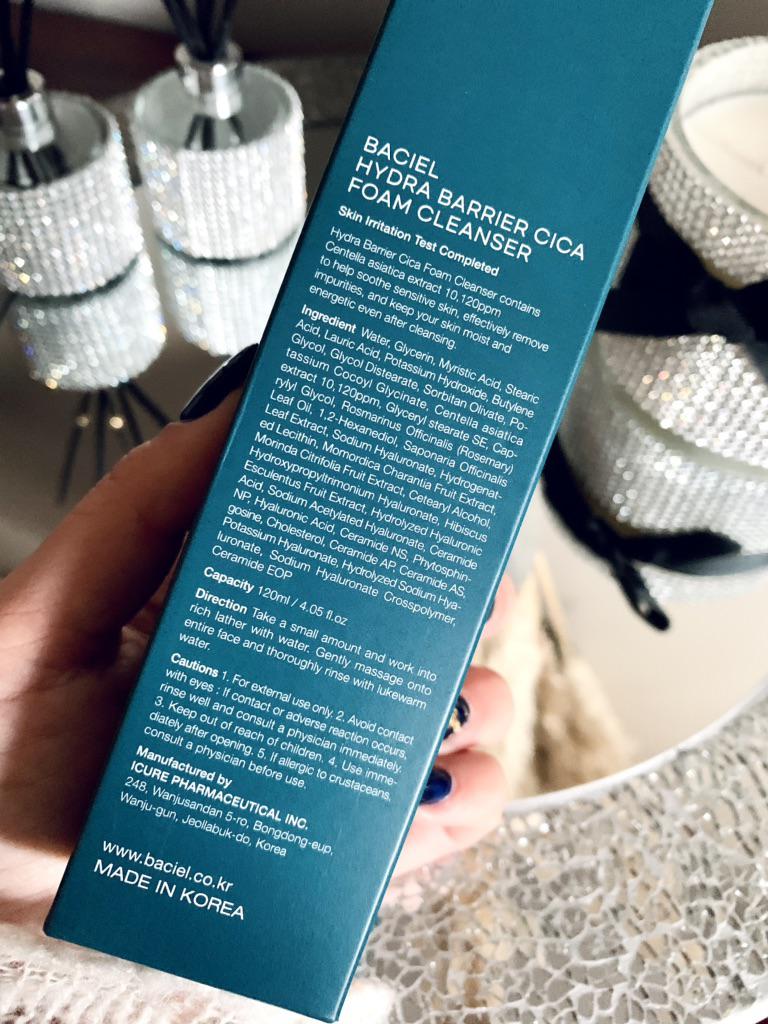 BACIEL
HYDRA BARRIER CICA
FOAM CLEANSER
Skin Irritation Test Completed
Hydra Barrier Cica Foam Cleanser contains
Centella asiatica extract 10,120ppm
to help soothe sensitive skin, effectively remove
impurities, and keep your skin moist and
energetic even after cleansing.
Ingredient Water, Glycerin, Myristic Acid, Stearic
Acid, Lauric Acid, Potassium Hydroxide, Butylene
Glycol, Glycol Distearate, Sorbitan Olivate, Po-
tassium Cocoyl Glycinate, Centella asiatica
extract 10,120ppm, Glyceryl stearate SE, Cap-
rylyl Glycol, Rosmarinus Officinalis (Rosemary)
Leaf Oil, 1,2-Hexanediol, Saponaria Officinalis
Leaf Extract, Sodium Hyaluronate, Hydrogenat-
ed Lecithin, Momordica Charantia Fruit Extract,
Morinda Citrifolia Fruit Extract, Cetearyl Alcohol,
Hydroxypropyltrimonium Hyaluronate, Hibiscus
Esculentus Fruit Extract, Hydrolyzed Hyaluronic
Acid, Sodium Acetylated Hyaluronate, Ceramide
NP, Hyaluronic Acid, Ceramide NS, Phytosphin-
gosine, Cholesterol, Ceramide AP, Ceramide AS,
Potassium Hyaluronate, Hydrolyzed Sodium Hya-
luronate, Sodium Hyaluronate Crosspolymer,
Ceramide EOP
Capacity 120ml / 4.05 fl.oz
Direction Take a small amount and work into
rich lather with water. Gently massage onto
entire face and thoroughly rinse with lukewarm
water.
Cautions 1. For external use only. 2. Avoid contact
with eyes : If contact or adverse reaction occurs,
rinse well and consult a physician immediately.
3. Keep out of reach of children. 4. Use imme-
diately after opening. 5. If allergic to crustaceans,
consult a physician before use.
Manufactured by
ICURE PHARMACEUTICAL INC.
248, Wanjusandan 5-ro, Bongdong-eup,
Wanju-gun, Jeollabuk-do, Korea
www.baciel.co.kr
MADE IN KOREA